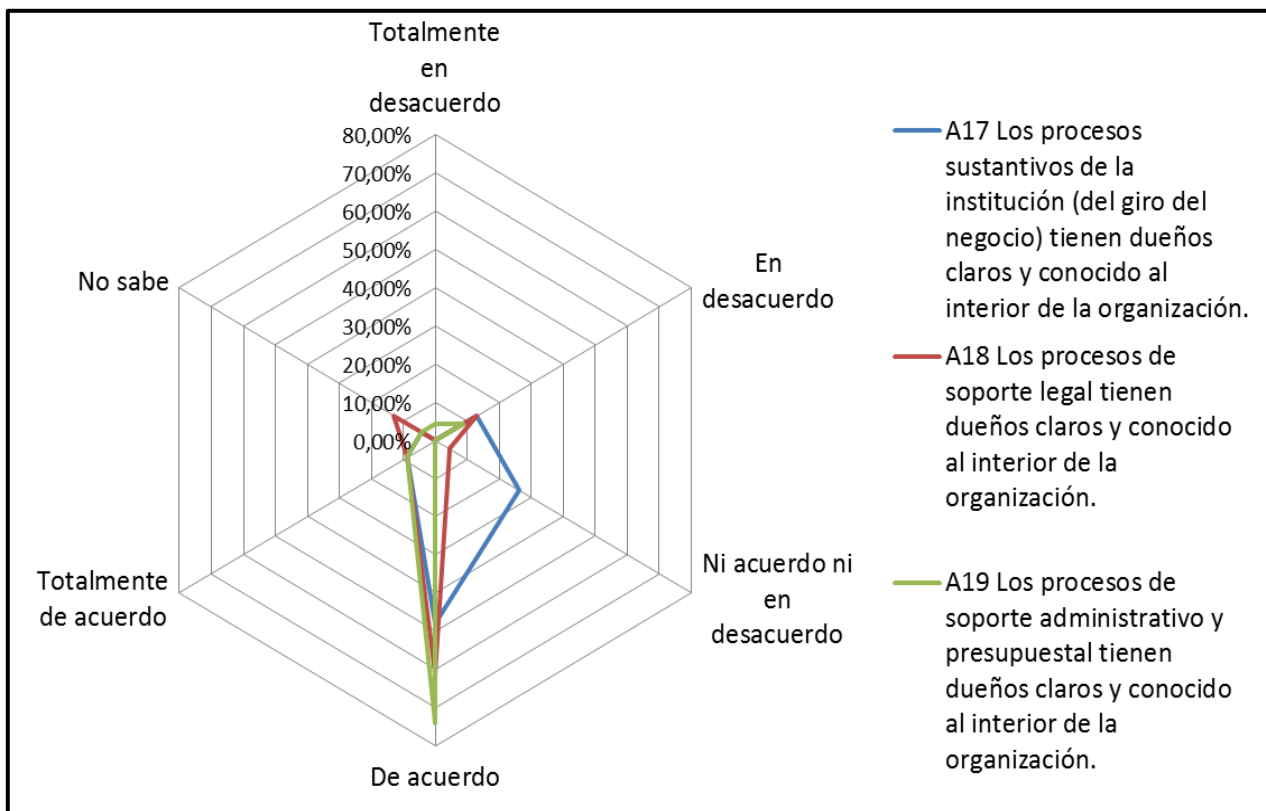 Totalmente
en
desacuerdo
80,00%
70,00%
60,00%
50,00%
40,00%
30,00%
20,00%
10,00%
0,00%
En
desacuerdo
Ni acuerdo ni
en
desacuerdo
De acuerdo
Totalmente
de acuerdo
No sabe
A17 Los procesos
sustantivos de la
institución (del giro del
negocio) tienen dueños
claros y conocido al
interior de la organización.
A18 Los procesos de
soporte legal tienen
dueños claros y conocido
al interior de la
organización.
A19 Los procesos de
soporte administrativo y
presupuestal tienen
dueños claros y conocido
al interior de la
organización.